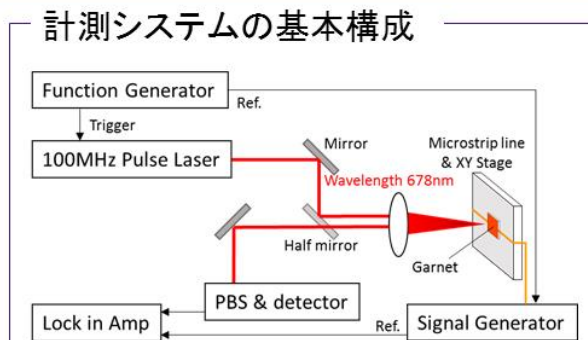 計測システムの基本構成
Function Generator
Ref.
Trigger
100MHz Pulse Laser
Mirror
Wavelength 678nm
Microstrip line
& XY Stage
Half mirror
Garnet
PBS & detector
Lock in Amp
Ref.
Signal Generator